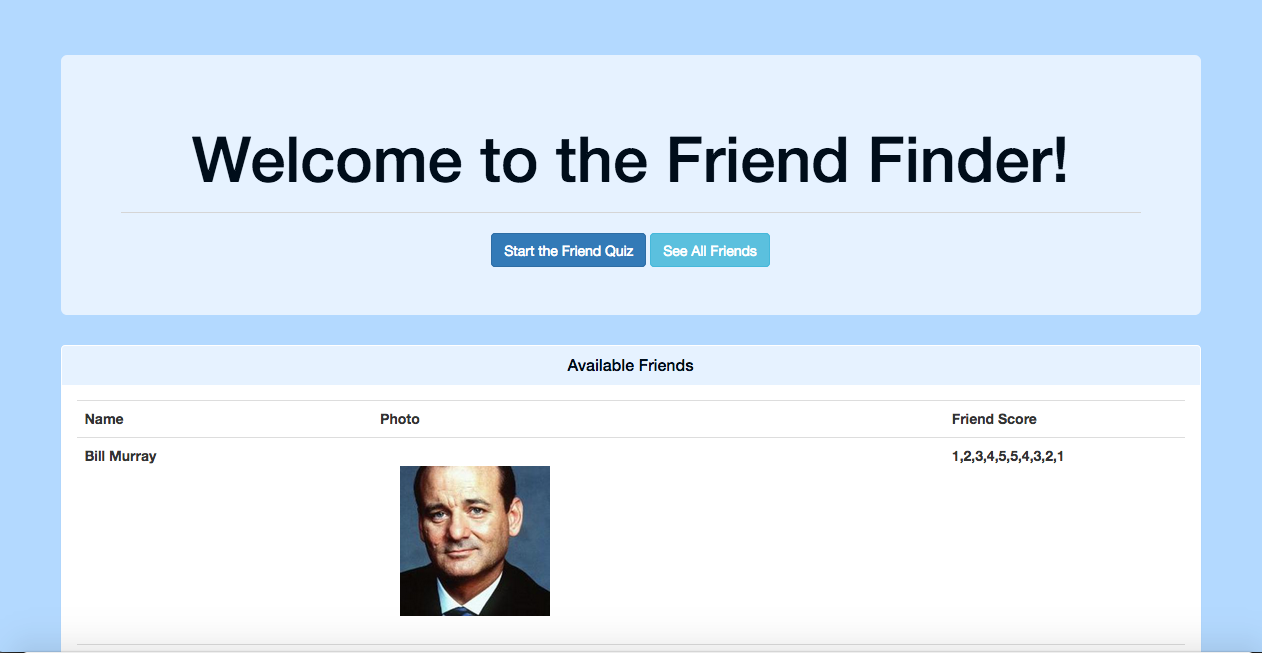 Welcome to the Friend Finder!
Start the Friend Quiz See All Friends
Available Friends
Name Photo Friend Score
Bill Murray 1,2,3,4,5,5,4,3,2,1